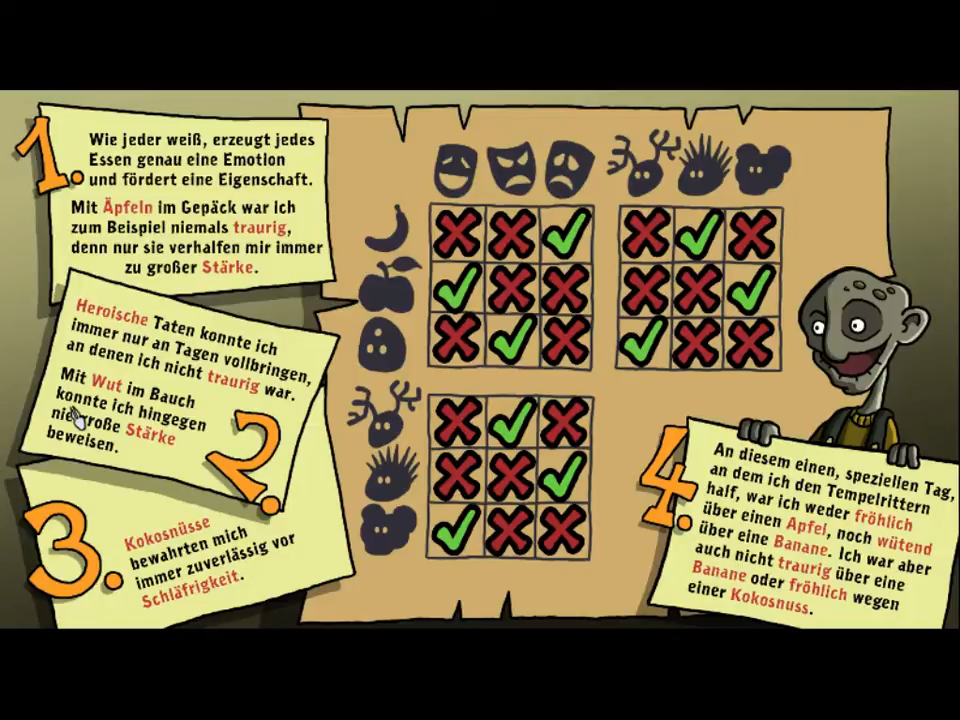 1.
Wie jeder weiß, erzeugt jedes
Essen genau eine Emotion
und fördert eine Eigenschaft.
Mit Äpfeln im Gepäck war ich
zum Beispiel niemals traurig,
denn nur sie verhalfen mir immer
zu großer Stärke.
2.
Heroische Taten konnte ich
immer nur an Tagen vollbringen,
an denen ich nicht traurig war.
Mit Wut im Bauch
konnte ich hingegen
nie große Stärke
beweisen.
3.
Kokosnüsse
bewahrten mich
immer zuverlässig vor
Schläfrigkeit.
4.
An diesem einen, speziellen Tag,
an dem ich den Tempelrittern
half, war ich weder fröhlich
über einen Apfel, noch wütend
über eine Banane. Ich war aber
auch nicht traurig über eine
Banane oder fröhlich wegen
einer Kokosnuss.